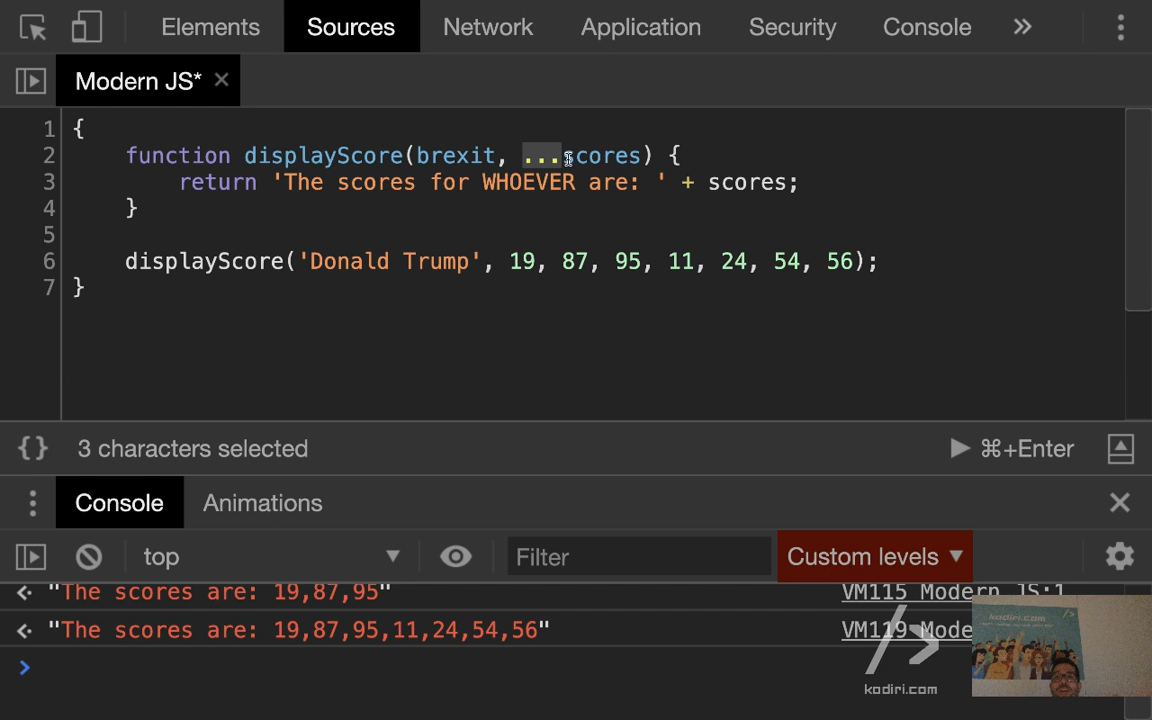 Elements Sources Network Application Security Console »
Modern JS* ×
1 {
2 function displayScore(brexit, ...scores) {
3 return 'The scores for WHOEVER are: ' + scores;
4 }
5
6 displayScore('Donald Trump', 19, 87, 95, 11, 24, 54, 56);
7 }
{} 3 characters selected ⌘+Enter
Console Animations
top Filter Custom levels
"The scores are: 19,87,95" VM115 Modern JS:1
"The scores are: 19,87,95,11,24,54,56" VM119 Mode
kodiri.com
/>
kodiri.com